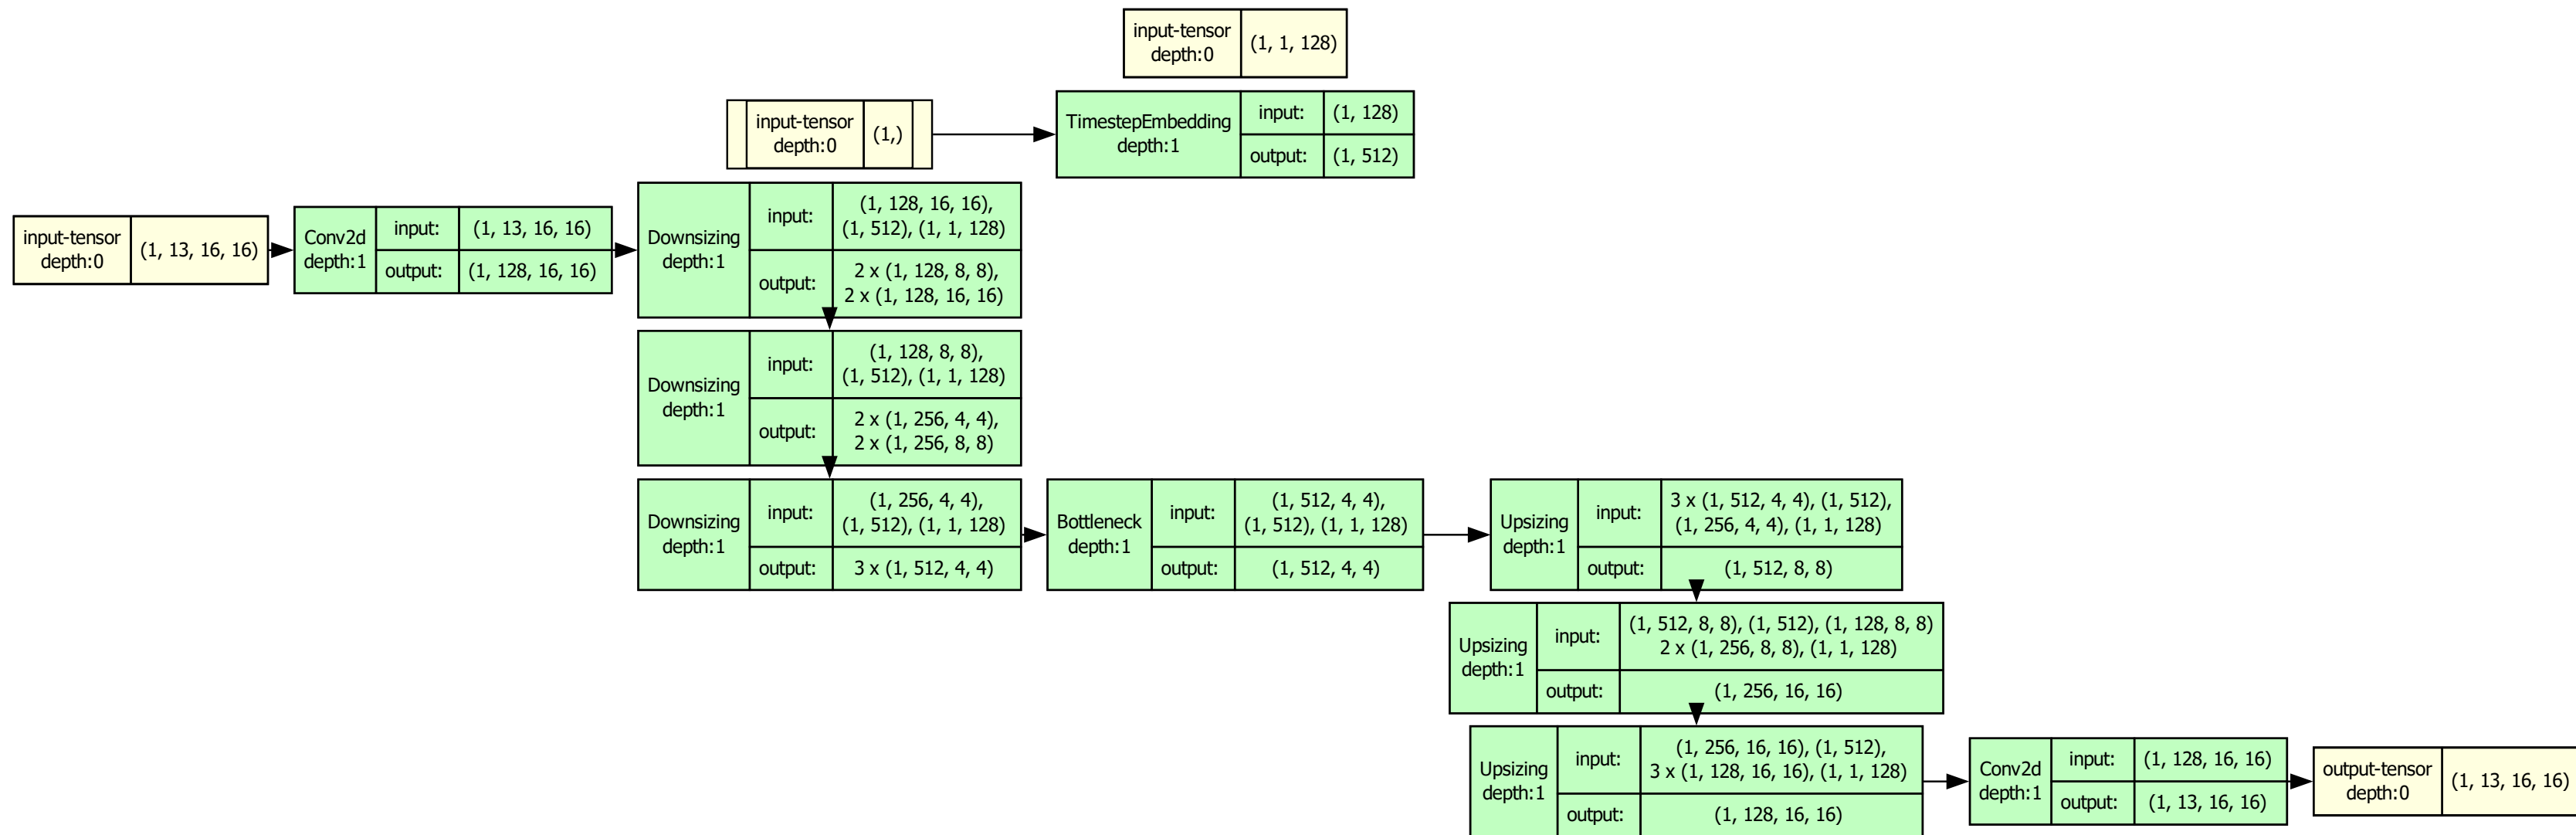 input-tensor
depth:0
(1, 1, 128)
input-tensor
depth:0
(1,)
TimestepEmbedding
depth:1
input:
(1, 128)
output:
(1, 512)
input-tensor
depth:0
(1, 13, 16, 16)
Conv2d
depth:1
input:
(1, 13, 16, 16)
output:
(1, 128, 16, 16)
Downsizing
depth:1
input:
(1, 128, 16, 16),
(1, 512), (1, 1, 128)
output:
2 x (1, 128, 8, 8),
2 x (1, 128, 16, 16)
Downsizing
depth:1
input:
(1, 128, 8, 8),
(1, 512), (1, 1, 128)
output:
2 x (1, 256, 4, 4),
2 x (1, 256, 8, 8)
Downsizing
depth:1
input:
(1, 256, 4, 4),
(1, 512), (1, 1, 128)
output:
3 x (1, 512, 4, 4)
Bottleneck
depth:1
input:
(1, 512, 4, 4),
(1, 512), (1, 1, 128)
output:
(1, 512, 4, 4)
Upsizing
depth:1
input:
3 x (1, 512, 4, 4), (1, 512),
(1, 256, 4, 4), (1, 1, 128)
output:
(1, 512, 8, 8)
Upsizing
depth:1
input:
(1, 512, 8, 8), (1, 512), (1, 128, 8, 8)
2 x (1, 256, 8, 8), (1, 1, 128)
output:
(1, 256, 16, 16)
Upsizing
depth:1
input:
(1, 256, 16, 16), (1, 512),
3 x (1, 128, 16, 16), (1, 1, 128)
output:
(1, 128, 16, 16)
Conv2d
depth:1
input:
(1, 128, 16, 16)
output:
(1, 13, 16, 16)
output-tensor
depth:0
(1, 13, 16, 16)